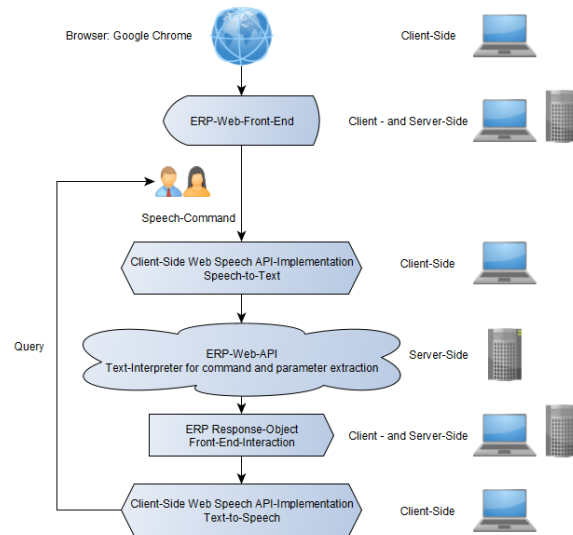 Browser: Google Chrome
Client-Side
ERP-Web-Front-End
Client - and Server-Side
Speech-Command
Client-Side Web Speech API-Implementation
Speech-to-Text
Client-Side
Query
ERP-Web-API
Text-Interpreter for command and parameter extraction
Server-Side
ERP Response-Object
Front-End-Interaction
Client - and Server-Side
Client-Side Web Speech API-Implementation
Text-to-Speech
Client-Side